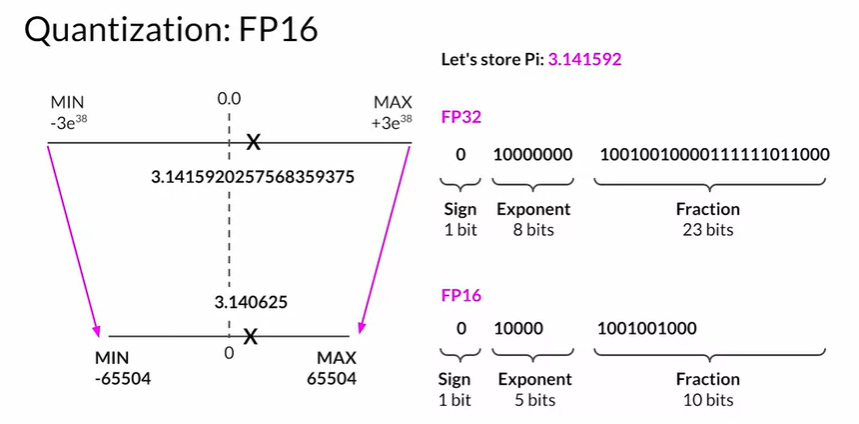 Quantization: FP16
Let's store Pi: 3.141592
MIN
-3e³⁸
0.0
MAX
+3e³⁸
3.1415920257568359375
3.140625
MIN
-65504
0
MAX
65504
FP32
0 10000000 10010010000111111011000
Sign Exponent Fraction
1 bit 8 bits 23 bits
FP16
0 10000 1001001000
Sign Exponent Fraction
1 bit 5 bits 10 bits